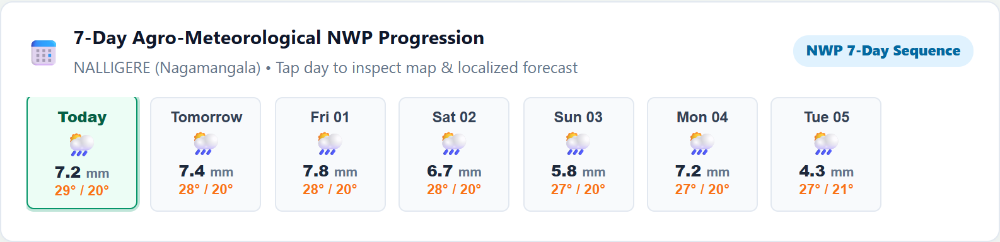 7-Day Agro-Meteorological NWP Progression
NALLIGERE (Nagamangala) • Tap day to inspect map & localized forecast
NWP 7-Day Sequence
Today
7.2 mm
29° / 20°
Tomorrow
7.4 mm
28° / 20°
Fri 01
7.8 mm
28° / 20°
Sat 02
6.7 mm
28° / 20°
Sun 03
5.8 mm
27° / 20°
Mon 04
7.2 mm
27° / 20°
Tue 05
4.3 mm
27° / 21°